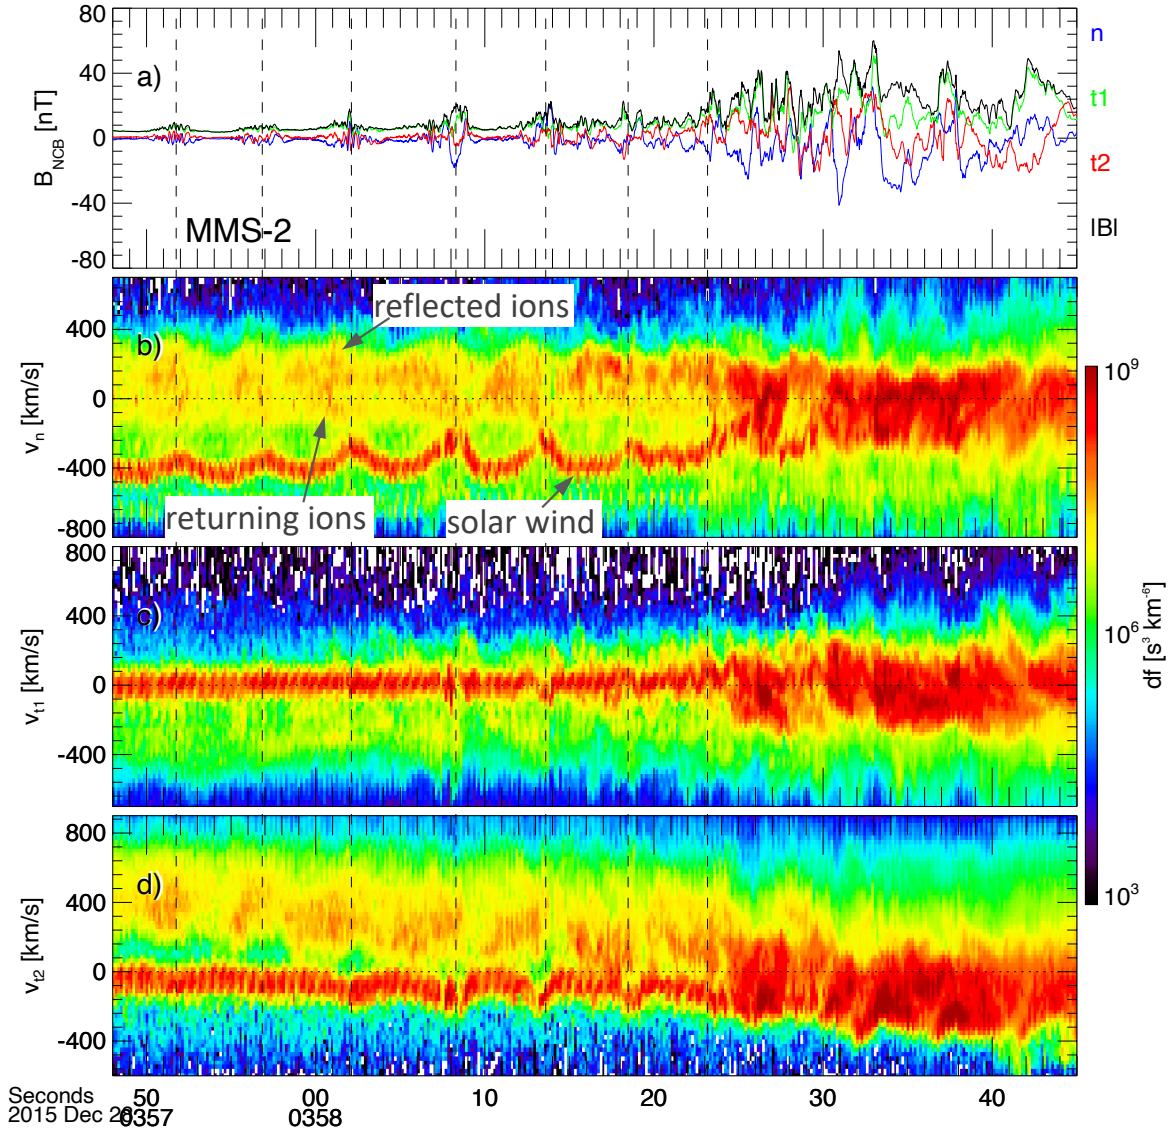 a)
B_NCB [nT]
40
0
-40
-80
80
MMS-2
n
t1
t2
|B|
b)
v_n [km/s]
400
0
-400
-800
reflected ions
returning ions
solar wind
c)
v_t1 [km/s]
800
400
0
-400
d)
v_t2 [km/s]
800
400
0
-400
10^9
10^6
10^3
df [s^3 km^-6]
Seconds 50 00 10 20 30 40
2015 Dec 0357 0358